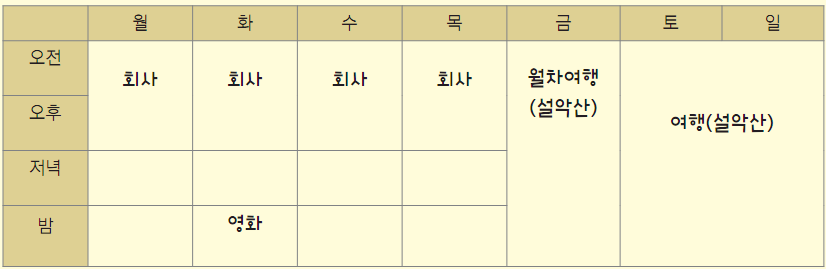 월 화 수 목 금 토 일
오전
회사 회사 회사 회사 월차여행
(설악산)
오후
여행(설악산)
저녁
밤 영화